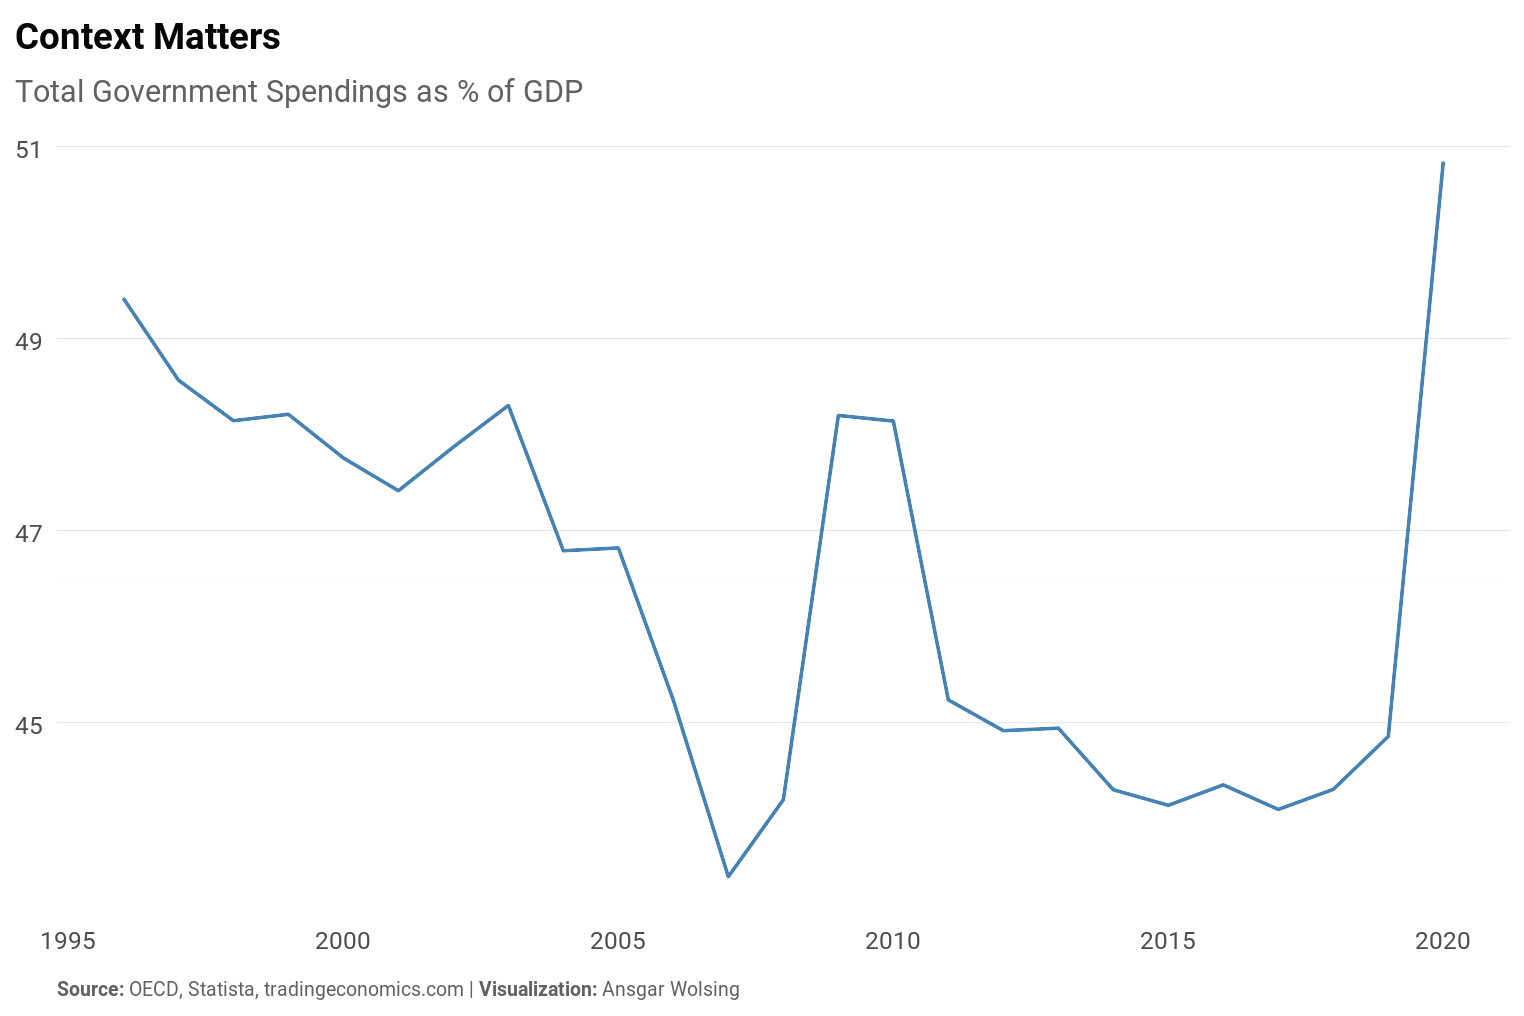 Context Matters
Total Government Spendings as % of GDP
51
49
47
45
1995 2000 2005 2010 2015 2020
Source: OECD, Statista, tradingeconomics.com | Visualization: Ansgar Wolsing